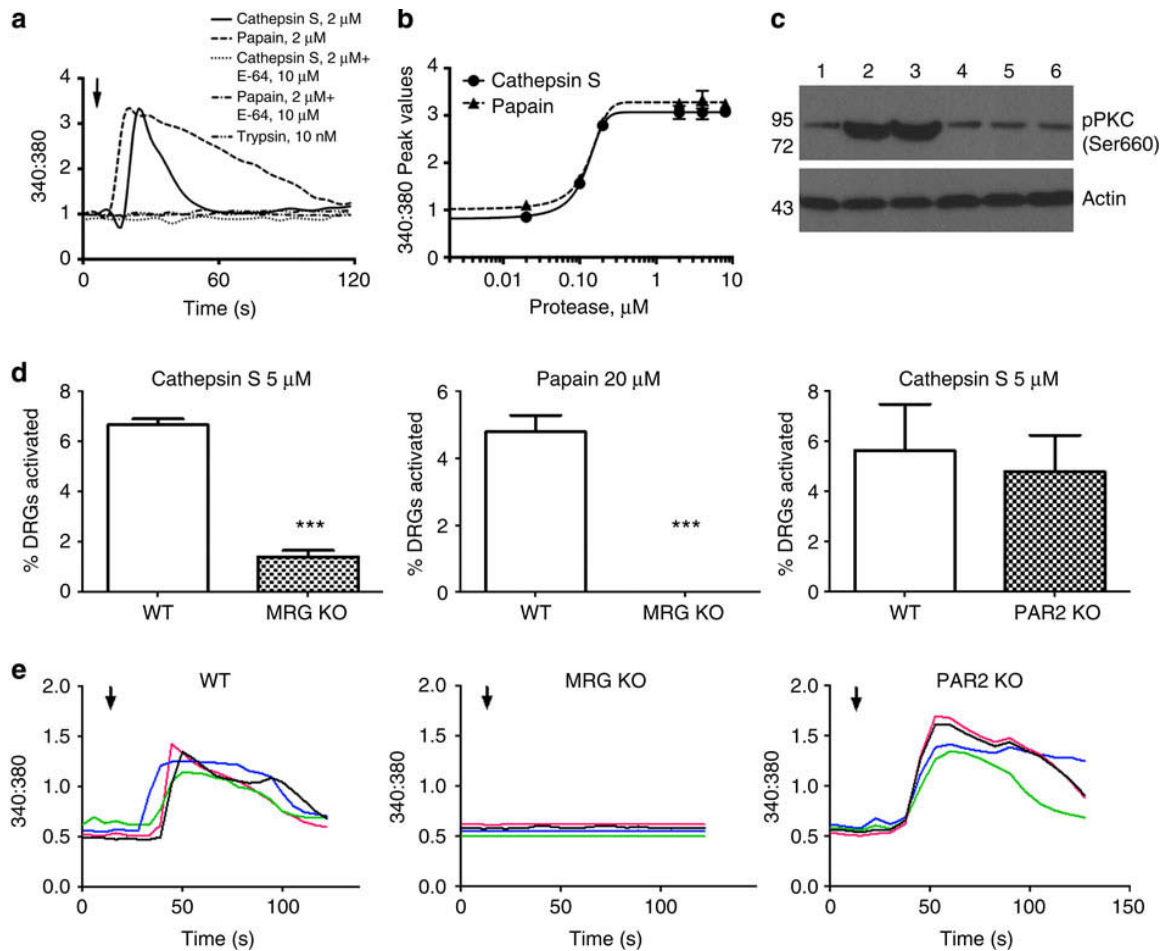 a
Cathepsin S, 2 μM
Papain, 2 μM
Cathepsin S, 2 μM+
E-64, 10 μM
Papain, 2 μM+
E-64, 10 μM
Trypsin, 10 nM
4
3
2
1
0
340:380
0
60
120
Time (s)
b
Cathepsin S
Papain
4
3
2
1
0
340:380 Peak values
0.01
0.10
1
10
Protease, μM
c
1 2 3 4 5 6
95
72
pPKC
(Ser660)
43
Actin
d
Cathepsin S 5 μM
8
6
4
2
0
% DRGs activated
WT
MRG KO
***
Papain 20 μM
6
4
2
0
% DRGs activated
WT
MRG KO
***
Cathepsin S 5 μM
8
6
4
2
0
% DRGs activated
WT
PAR2 KO
e
WT
2.0
1.5
1.0
0.5
0.0
340:380
0
50
100
Time (s)
MRG KO
2.0
1.5
1.0
0.5
0.0
340:380
0
50
100
Time (s)
PAR2 KO
2.0
1.5
1.0
0.5
0.0
340:380
0
50
100
150
Time (s)